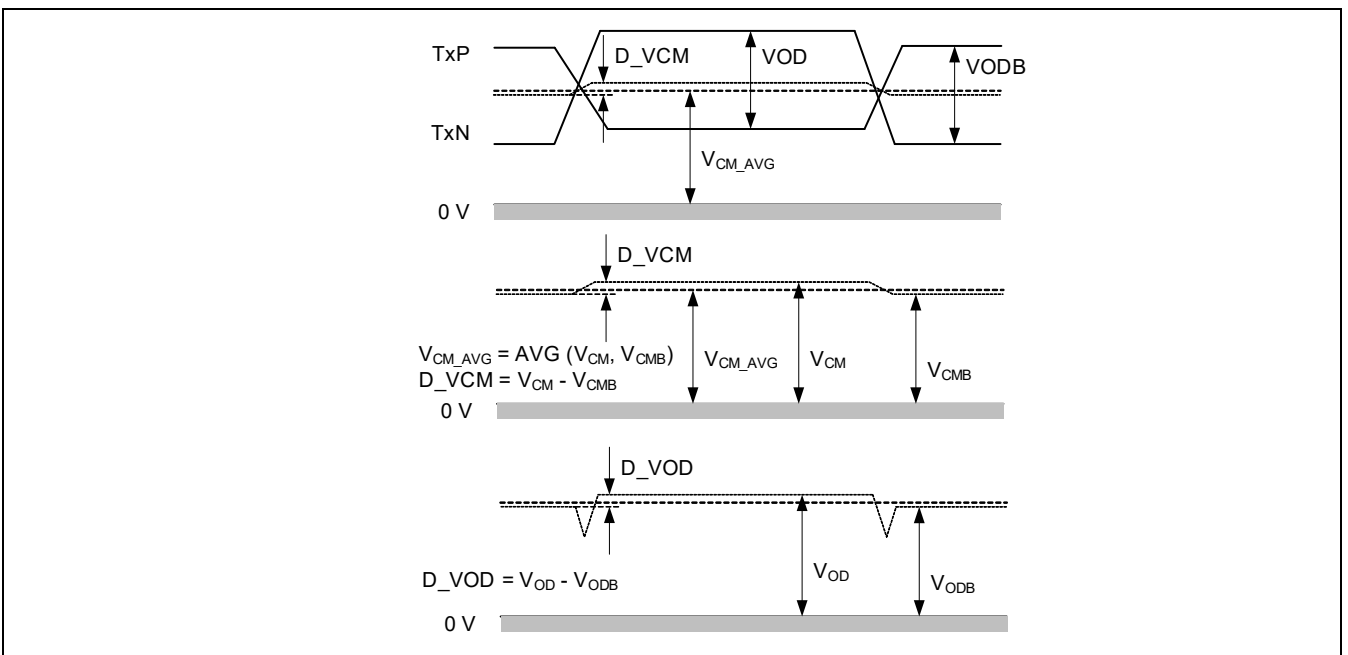 TxP
D_VCM
VOD
VODB
TxN
VCM_AVG
0 V
D_VCM
VCM_AVG = AVG (VCM, VCMB)
D_VCM = VCM - VCMB
VCM_AVG
VCM
VCMB
0 V
D_VOD
D_VOD = VOD - VODB
VOD
VODB
0 V